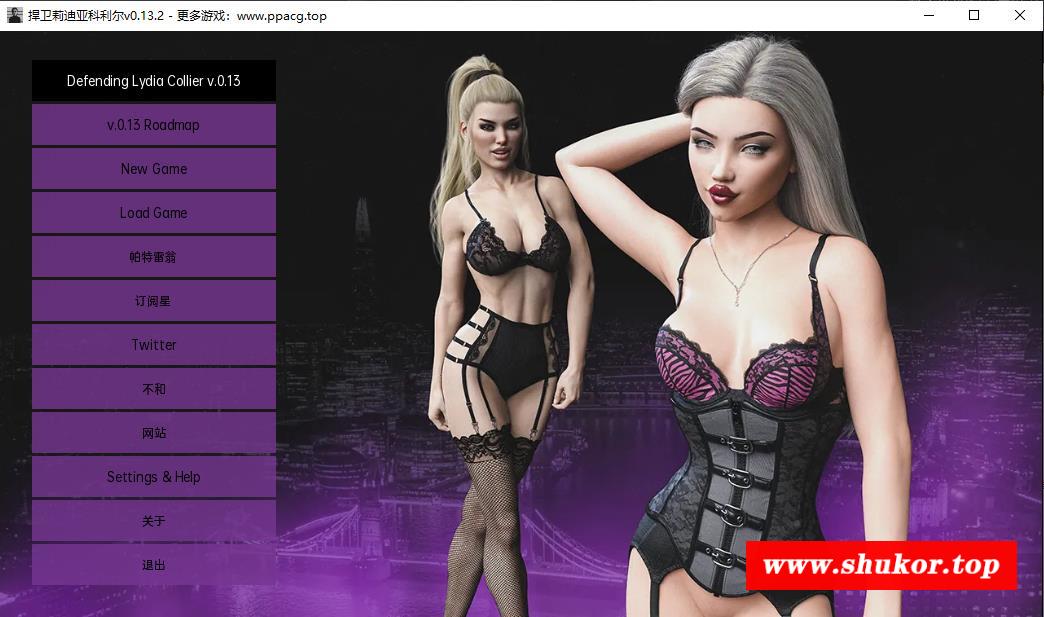 捍卫莉迪亚科利尔v0.13.2 - 更多游戏：www.ppacg.top
Defending Lydia Collier v.0.13
v.0.13 Roadmap
New Game
Load Game
帕特雷翁
订阅星
Twitter
不和
网站
Settings & Help
关于
退出
www.shukor.top